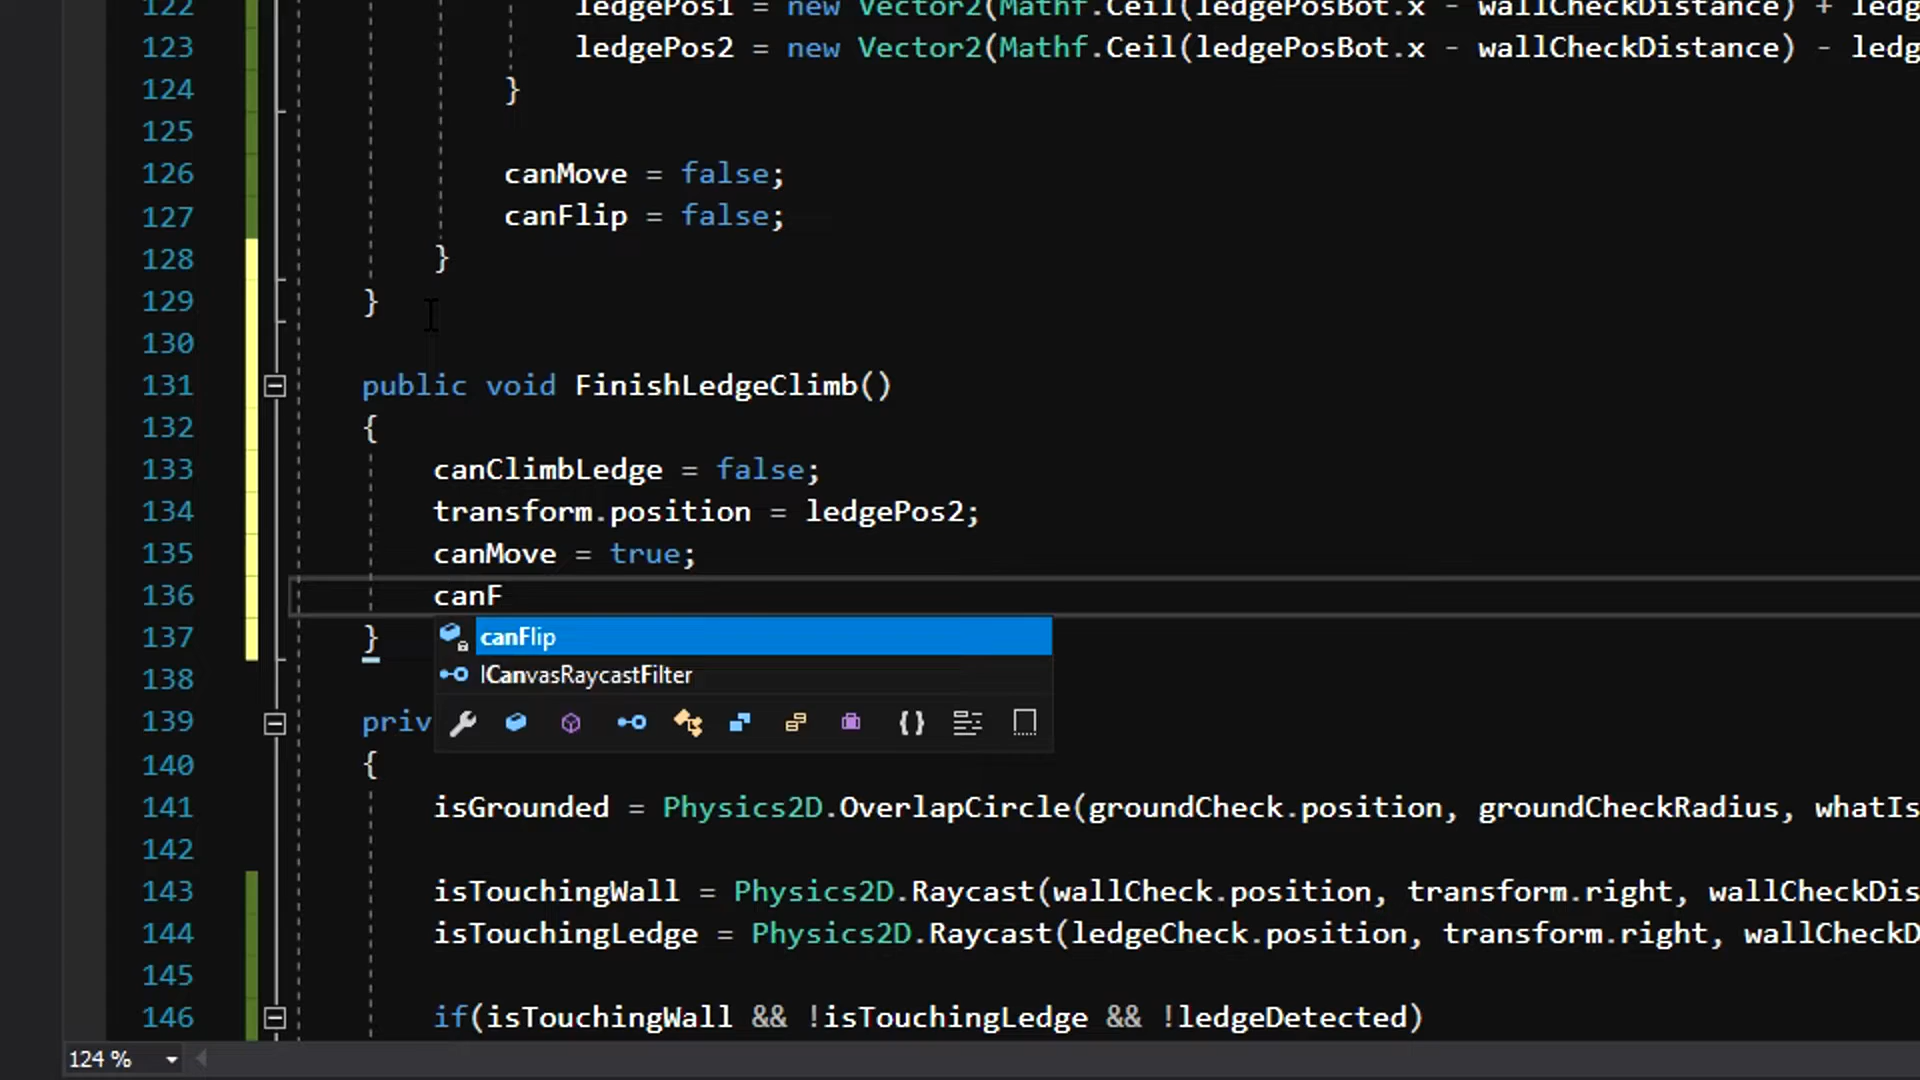 122 ledgePos1 = new Vector2(Mathf.Ceil(ledgePosBot.x - wallCheckDistance) + ledg
123 ledgePos2 = new Vector2(Mathf.Ceil(ledgePosBot.x - wallCheckDistance) - ledg
124 }
125
126 canMove = false;
127 canFlip = false;
128 }
129 }
130
131 public void FinishLedgeClimb()
132 {
133 canClimbLedge = false;
134 transform.position = ledgePos2;
135 canMove = true;
136 canF
canFlip
137 }
ICanvasRaycastFilter
138
139 priv
140 {
141 isGrounded = Physics2D.OverlapCircle(groundCheck.position, groundCheckRadius, whatIs
142
143 isTouchingWall = Physics2D.Raycast(wallCheck.position, transform.right, wallCheckDis
144 isTouchingLedge = Physics2D.Raycast(ledgeCheck.position, transform.right, wallCheckD
145
146 if(isTouchingWall && !isTouchingLedge && !ledgeDetected)
124 %